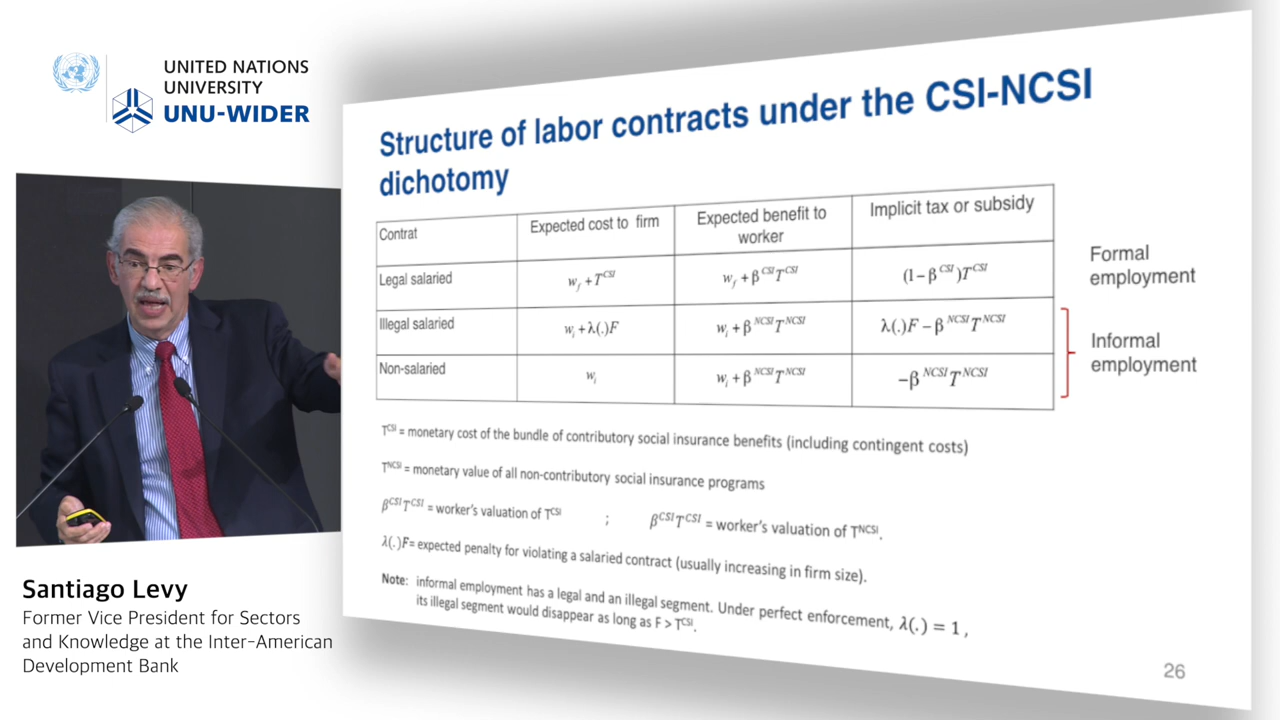 UNITED NATIONS
UNIVERSITY
UNU-WIDER
Structure of labor contracts under the CSI-NCSI
dichotomy
Contrat
Expected cost to firm
Expected benefit to
worker
Implicit tax or subsidy
Legal salaried
w_f + T^CSI
w_f + β^CSI T^CSI
(1−β^CSI)T^CSI
Illegal salaried
w_i + λ(.)F
w_i + β^NCSI T^NCSI
λ(.)F − β^NCSI T^NCSI
Non-salaried
w_i
w_i + β^NCSI T^NCSI
−β^NCSI T^NCSI
Formal
employment
Informal
employment
T^CSI = monetary cost of the bundle of contributory social insurance benefits (including contingent costs)
T^NCSI = monetary value of all non-contributory social insurance programs
β^CSI T^CSI = worker's valuation of T^CSI ; β^CSI T^CSI = worker's valuation of T^NCSI.
λ(.)F= expected penalty for violating a salaried contract (usually increasing in firm size).
Note: informal employment has a legal and an illegal segment. Under perfect enforcement, λ(.) = 1 ,
its illegal segment would disappear as long as F > T^CSI.
26
Santiago Levy
Former Vice President for Sectors
and Knowledge at the Inter-American
Development Bank